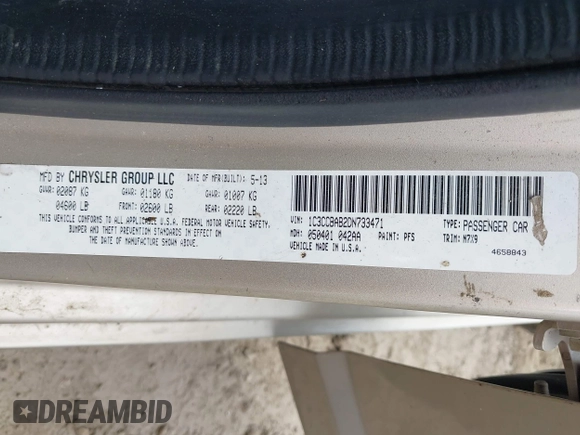 MFD BY CHRYSLER GROUP LLC DATE OF MFR(BUILT): 5-13
GVWR: 02087 KG GAWR: 01180 KG GAWR: 01007 KG
04600 LB FRONT: 02600 LB REAR: 02220 LB
THIS VEHICLE CONFORMS TO ALL APPLICABLE U.S.A. FEDERAL MOTOR VEHICLE SAFETY,
BUMPER AND THEFT PREVENTION STANDARDS IN EFFECT ON
THE DATE OF MANUFACTURE SHOWN ABOVE.
VIN: 1C3CCBAB2DN733471 TYPE: PASSENGER CAR
MDH: 050401 042AA PAINT: PFS TRIM: N7X9
VEHICLE MADE IN U.S.A. 4658843
DREAMBID